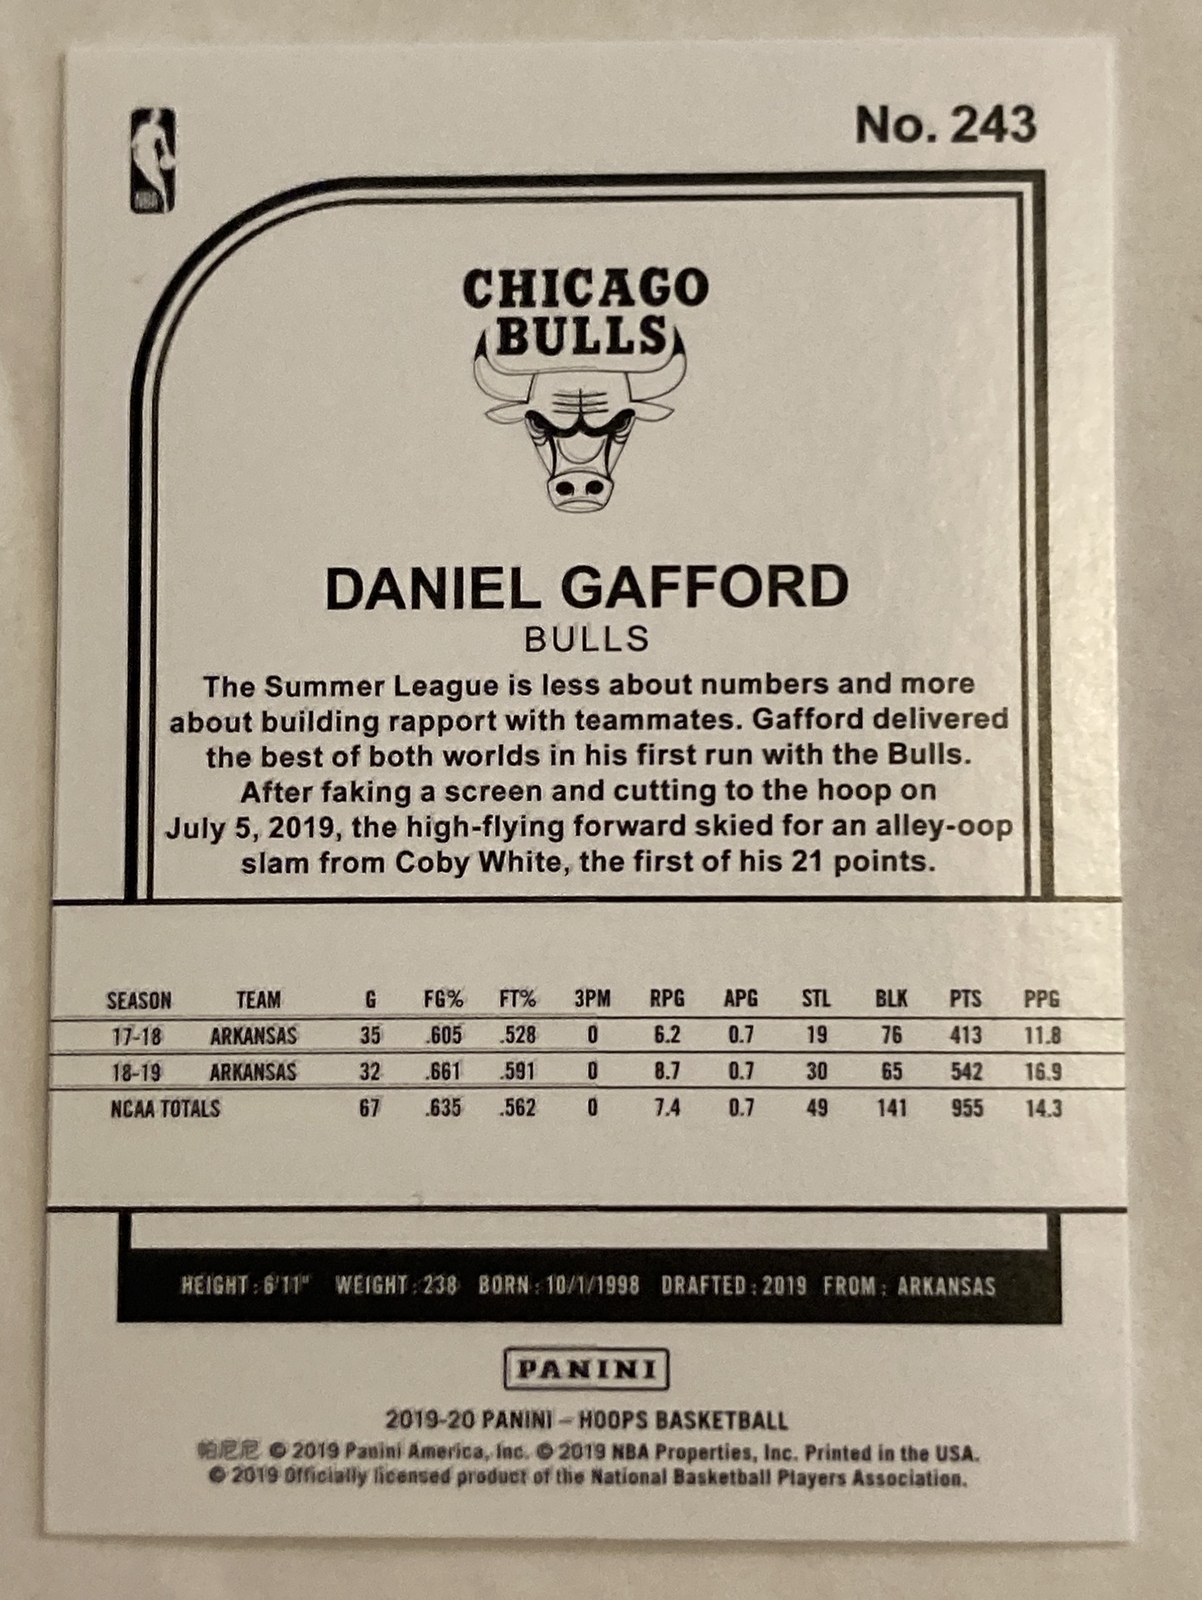 NBA
No. 243
CHICAGO
BULLS
DANIEL GAFFORD
BULLS
The Summer League is less about numbers and more
about building rapport with teammates. Gafford delivered
the best of both worlds in his first run with the Bulls.
After faking a screen and cutting to the hoop on
July 5, 2019, the high-flying forward skied for an alley-oop
slam from Coby White, the first of his 21 points.
SEASON TEAM G FG% FT% 3PM RPG APG STL BLK PTS PPG
17-18 ARKANSAS 35 .605 .528 0 6.2 0.7 19 76 413 11.8
18-19 ARKANSAS 32 .661 .591 0 8.7 0.7 30 65 542 16.9
NCAA TOTALS 67 .635 .562 0 7.4 0.7 49 141 955 14.3
HEIGHT: 6'11" WEIGHT: 238 BORN: 10/1/1998 DRAFTED: 2019 FROM: ARKANSAS
PANINI
2019-20 PANINI – HOOPS BASKETBALL
帕尼尼 © 2019 Panini America, Inc. © 2019 NBA Properties, Inc. Printed in the USA.
© 2019 Officially licensed product of the National Basketball Players Association.